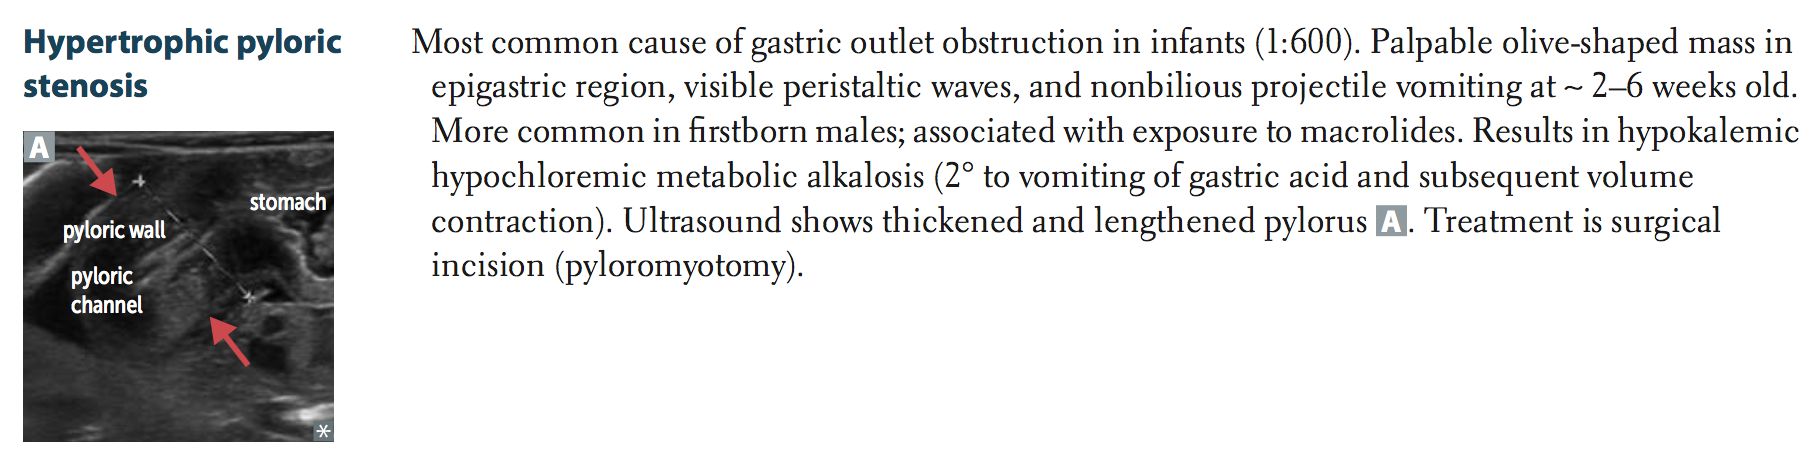 Hypertrophic pyloric
stenosis
A
stomach
pyloric wall
pyloric
channel
*
Most common cause of gastric outlet obstruction in infants (1:600). Palpable olive-shaped mass in
epigastric region, visible peristaltic waves, and nonbilious projectile vomiting at ~ 2–6 weeks old.
More common in firstborn males; associated with exposure to macrolides. Results in hypokalemic
hypochloremic metabolic alkalosis (2° to vomiting of gastric acid and subsequent volume
contraction). Ultrasound shows thickened and lengthened pylorus A. Treatment is surgical
incision (pyloromyotomy).